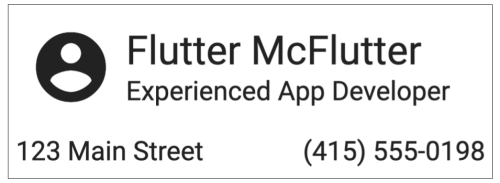 Flutter McFlutter
Experienced App Developer
123 Main Street (415) 555-0198